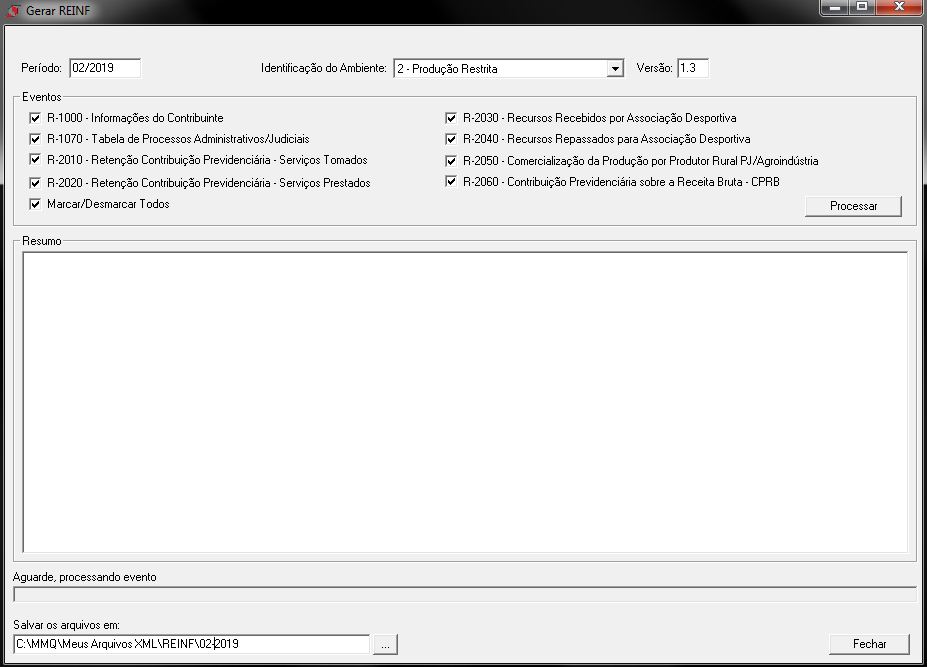 Gerar REINF
Período: 02/2019 Identificação do Ambiente: 2 - Produção Restrita Versão: 1.3
Eventos
R-1000 - Informações do Contribuinte
R-1070 - Tabela de Processos Administrativos/Judiciais
R-2010 - Retenção Contribuição Previdenciária - Serviços Tomados
R-2020 - Retenção Contribuição Previdenciária - Serviços Prestados
Marcar/Desmarcar Todos
R-2030 - Recursos Recebidos por Associação Desportiva
R-2040 - Recursos Repassados para Associação Desportiva
R-2050 - Comercialização da Produção por Produtor Rural PJ/Agroindústria
R-2060 - Contribuição Previdenciária sobre a Receita Bruta - CPRB
Processar
Resumo
Aguarde, processando evento
Salvar os arquivos em:
C:\MMQ\Meus Arquivos XML\REINF\02-2019 ... Fechar